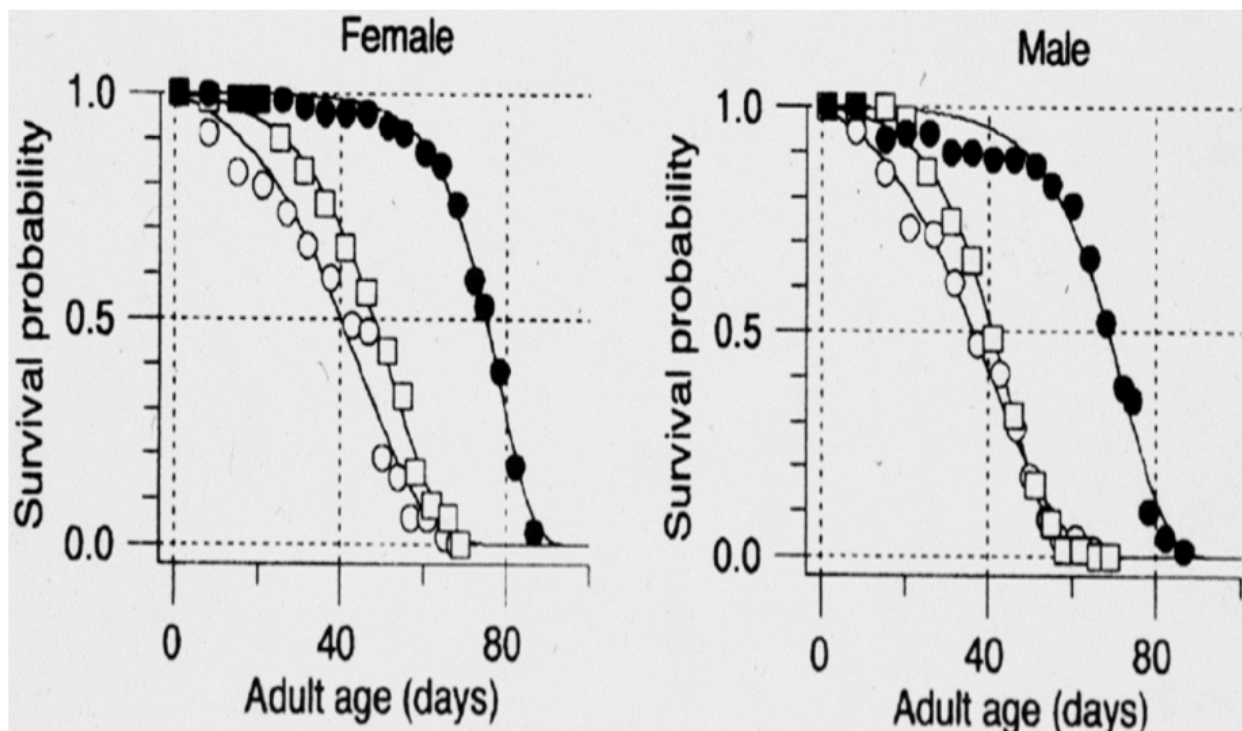 Female
Survival probability
1.0
0.5
0.0
0 40 80
Adult age (days)
Male
Survival probability
1.0
0.5
0.0
0 40 80
Adult age (days)